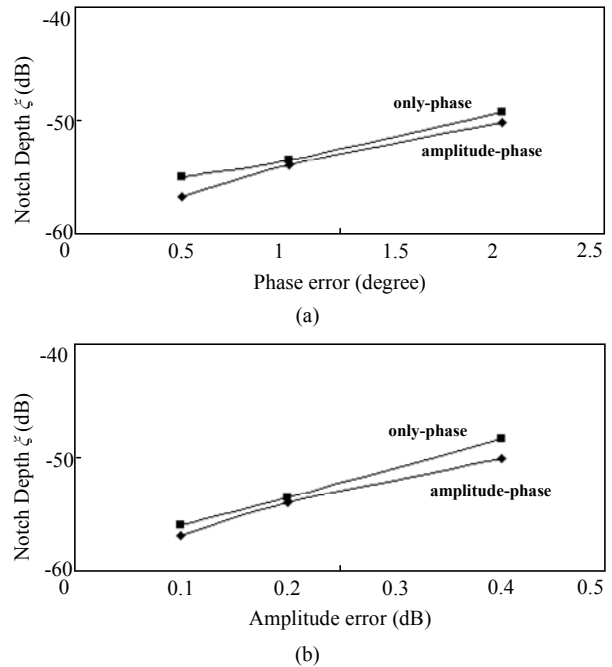 -40
Notch Depth ξ (dB)
only-phase
-50
amplitude-phase
-60
0 0.5 1 1.5 2 2.5
Phase error (degree)
(a)
-40
Notch Depth ξ (dB)
only-phase
-50
amplitude-phase
-60
0 0.1 0.2 0.3 0.4 0.5
Amplitude error (dB)
(b)